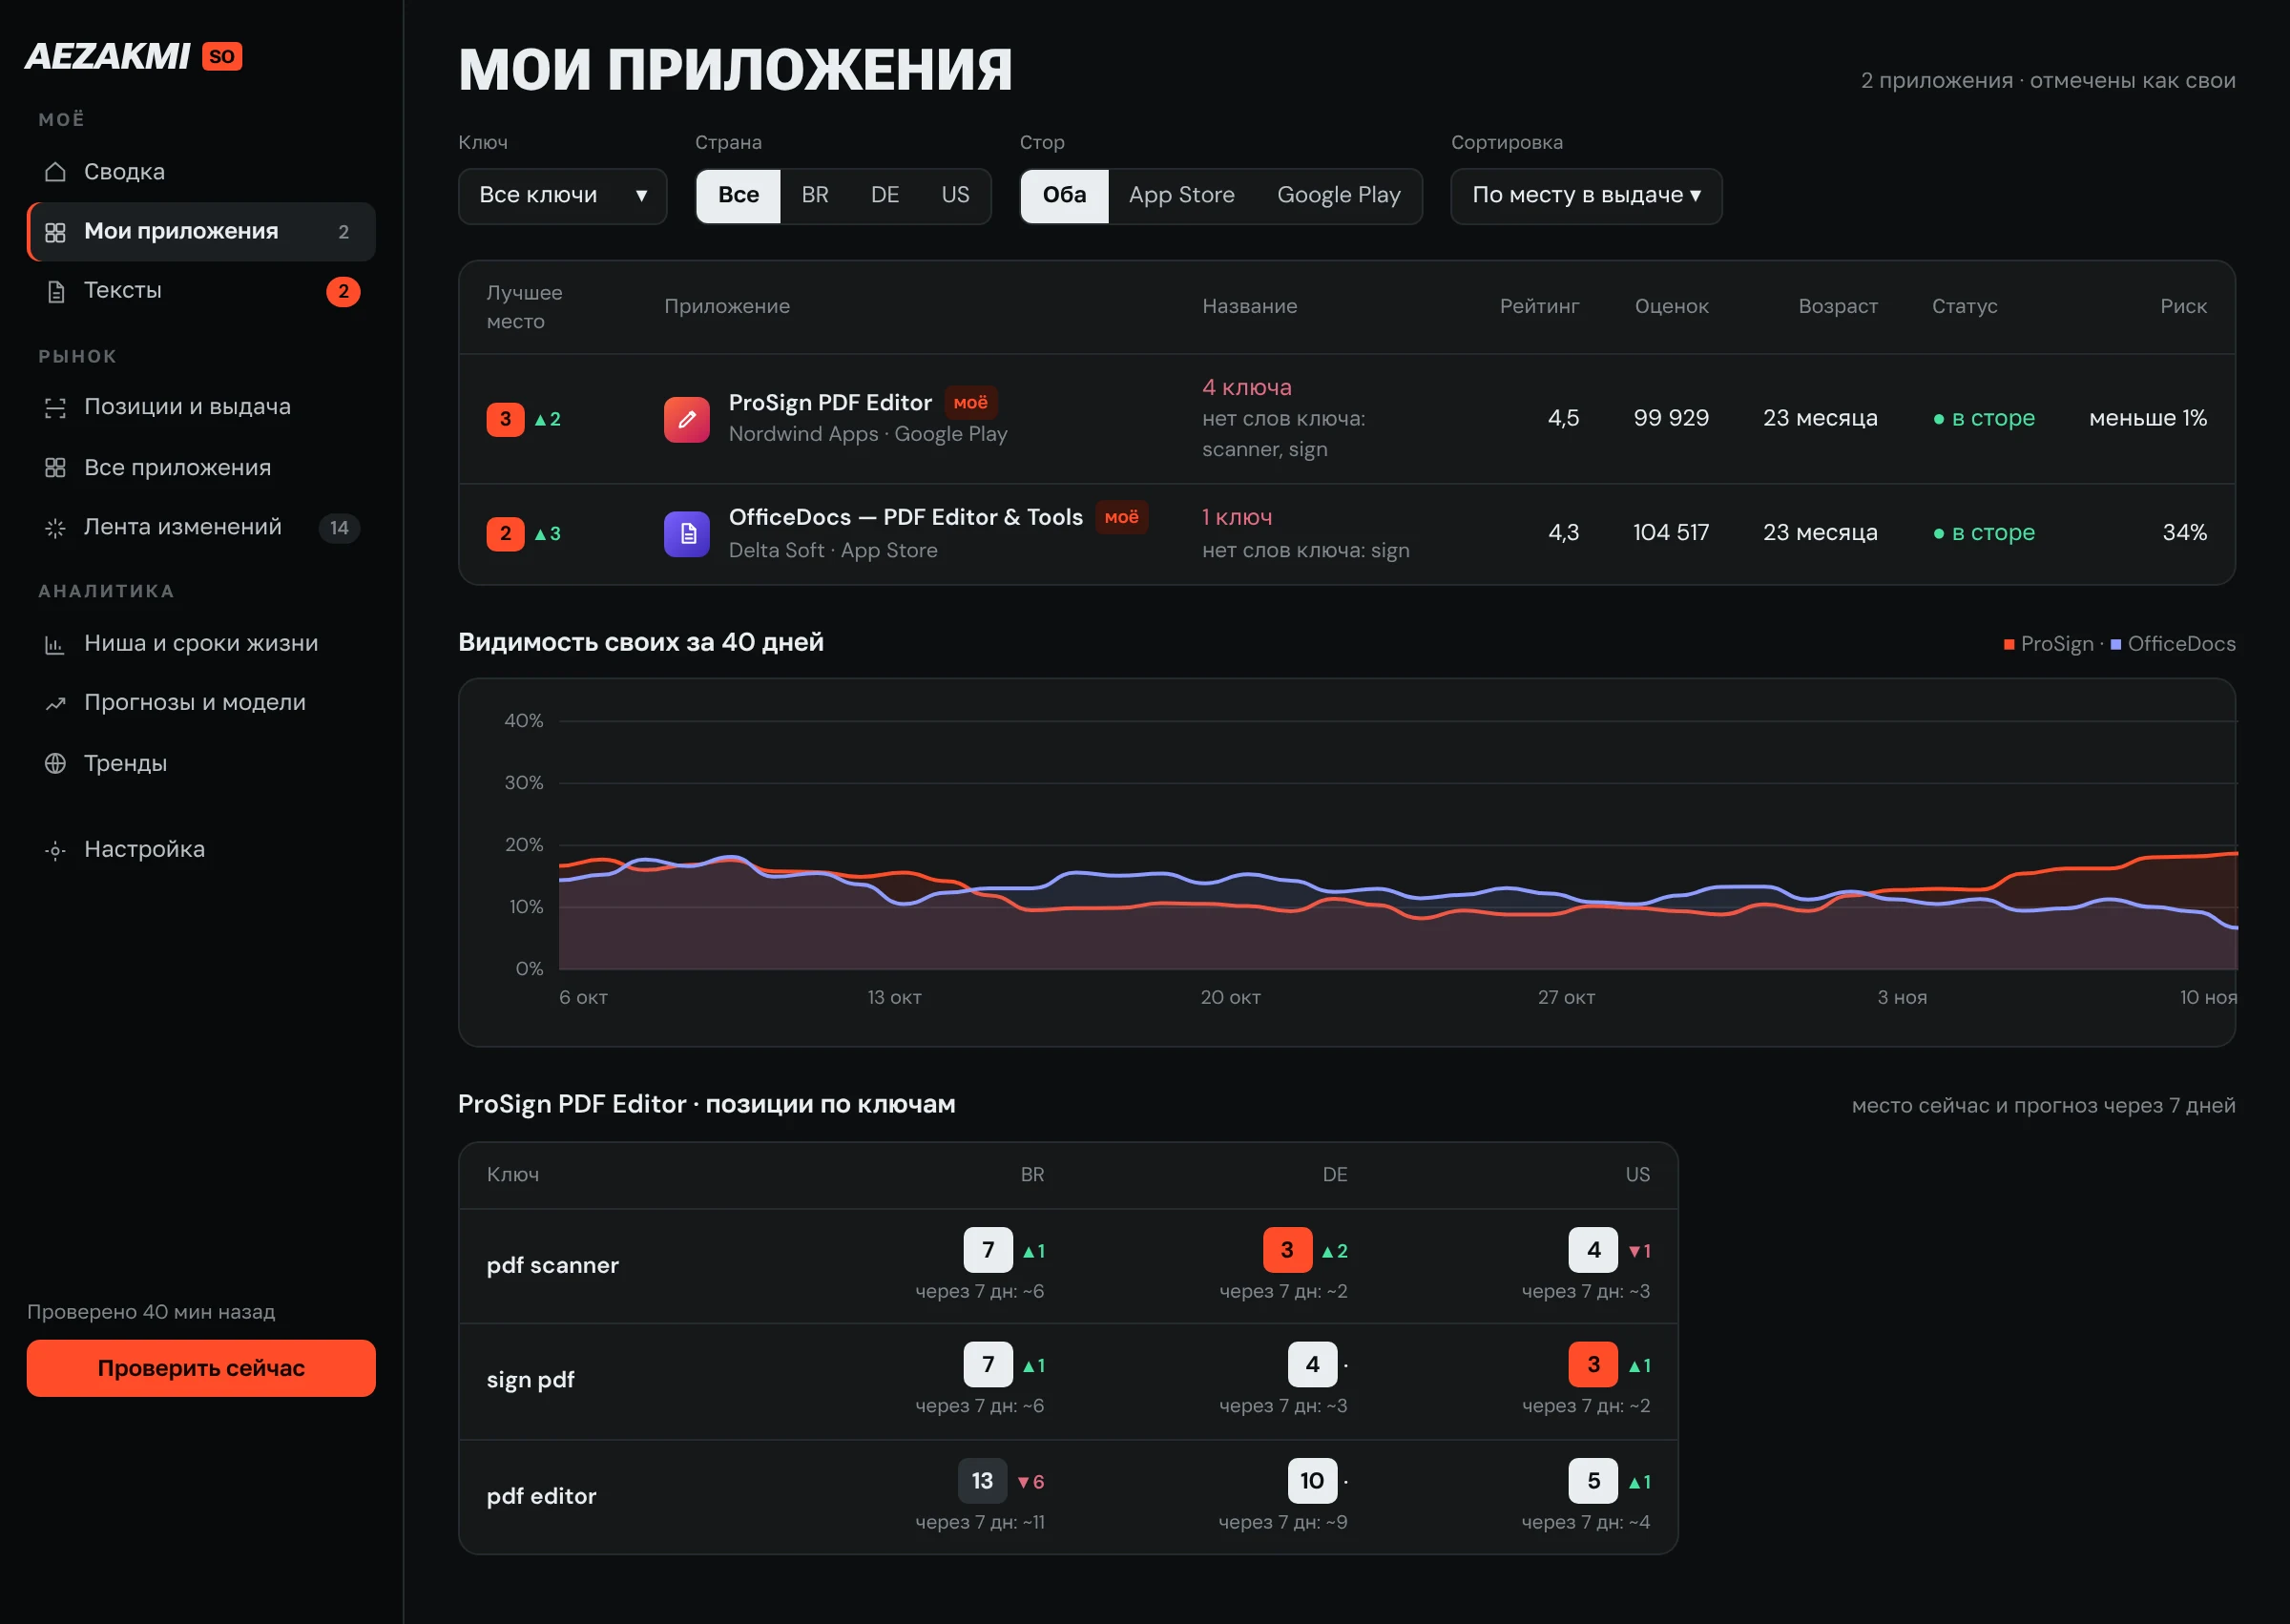 AEZAKMI SO
МОЁ
Сводка
Мои приложения 2
Тексты 2
РЫНОК
Позиции и выдача
Все приложения
Лента изменений 14
АНАЛИТИКА
Ниша и сроки жизни
Прогнозы и модели
Тренды
Настройка
Проверено 40 мин назад
Проверить сейчас
МОИ ПРИЛОЖЕНИЯ
2 приложения · отмечены как свои
Ключ
Все ключи ▼
Страна
Все BR DE US
Стор
Оба App Store Google Play
Сортировка
По месту в выдаче ▼
Лучшее место Приложение Название Рейтинг Оценок Возраст Статус Риск
3 ▲2
ProSign PDF Editor моё
Nordwind Apps · Google Play
4 ключа
нет слов ключа:
scanner, sign
4,5 99 929 23 месяца ● в сторе меньше 1%
2 ▲3
OfficeDocs — PDF Editor & Tools моё
Delta Soft · App Store
1 ключ
нет слов ключа: sign
4,3 104 517 23 месяца ● в сторе 34%
Видимость своих за 40 дней
■ ProSign · ■ OfficeDocs
40%
30%
20%
10%
0%
6 окт 13 окт 20 окт 27 окт 3 ноя 10 ноя
ProSign PDF Editor · позиции по ключам
место сейчас и прогноз через 7 дней
Ключ BR DE US
pdf scanner
7 ▲1 3 ▲2 4 ▼1
через 7 дн: ~6 через 7 дн: ~2 через 7 дн: ~3
sign pdf
7 ▲1 4 · 3 ▲1
через 7 дн: ~6 через 7 дн: ~3 через 7 дн: ~2
pdf editor
13 ▼6 10 · 5 ▲1
через 7 дн: ~11 через 7 дн: ~9 через 7 дн: ~4